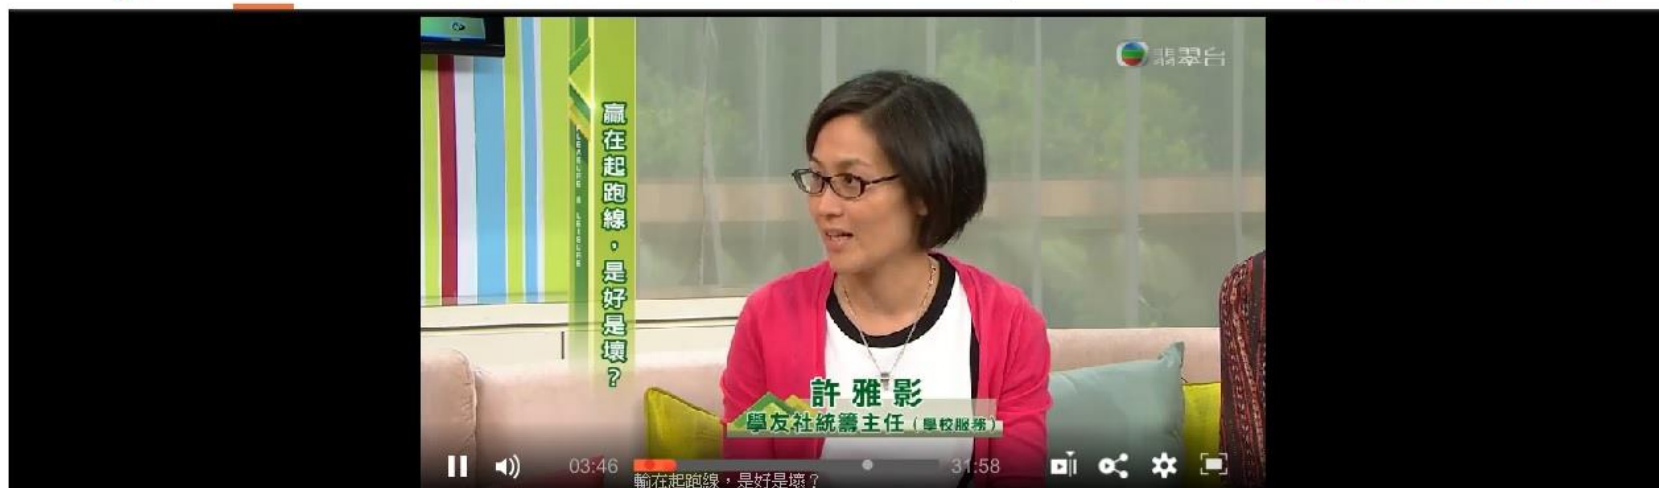 翡翠台
贏在起跑線，是好是壞？
PLEASURE & LEISURE
許雅影
學友社統籌主任（學校服務）
03:46
31:58
輸在起跑線，是好是壞？